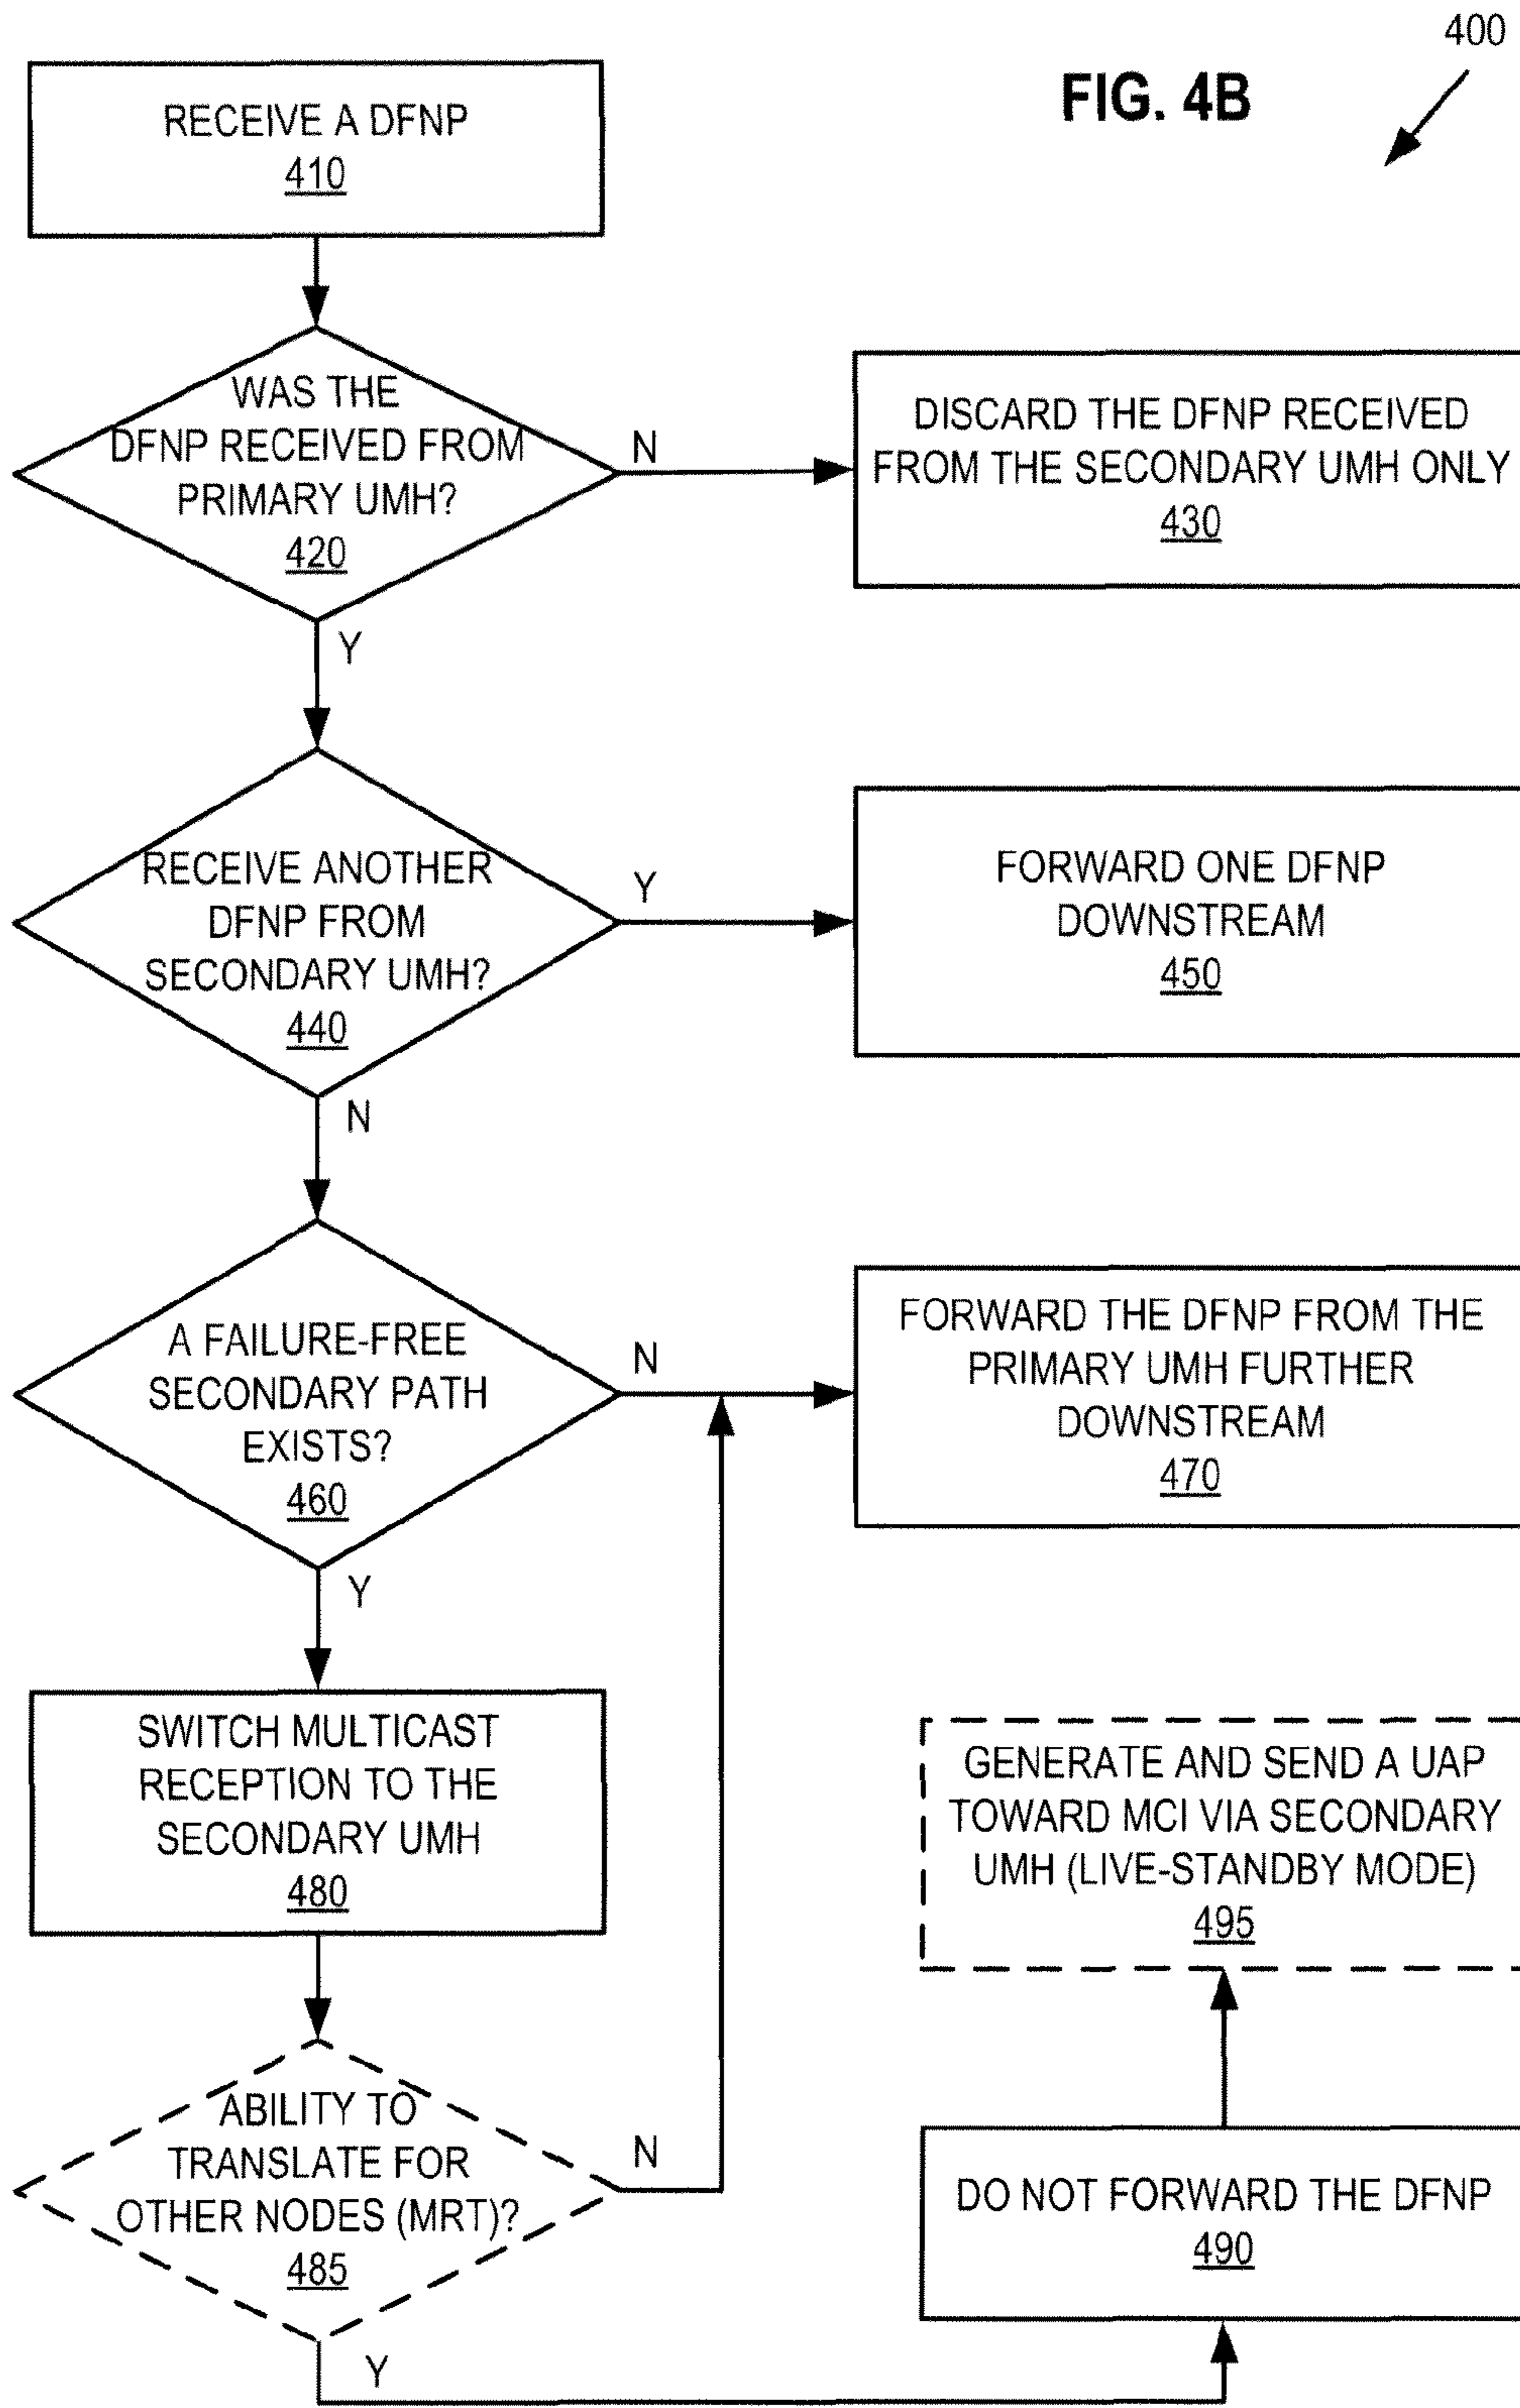 400
FIG. 4B
RECEIVE A DFNP
410
WAS THE
DFNP RECEIVED FROM
PRIMARY UMH?
420
N
DISCARD THE DFNP RECEIVED
FROM THE SECONDARY UMH ONLY
430
Y
RECEIVE ANOTHER
DFNP FROM
SECONDARY UMH?
440
Y
FORWARD ONE DFNP
DOWNSTREAM
450
N
A FAILURE-FREE
SECONDARY PATH
EXISTS?
460
N
FORWARD THE DFNP FROM THE
PRIMARY UMH FURTHER
DOWNSTREAM
470
Y
SWITCH MULTICAST
RECEPTION TO THE
SECONDARY UMH
480
GENERATE AND SEND A UAP
TOWARD MCI VIA SECONDARY
UMH (LIVE-STANDBY MODE)
495
ABILITY TO
TRANSLATE FOR
OTHER NODES (MRT)?
485
N
DO NOT FORWARD THE DFNP
490
Y